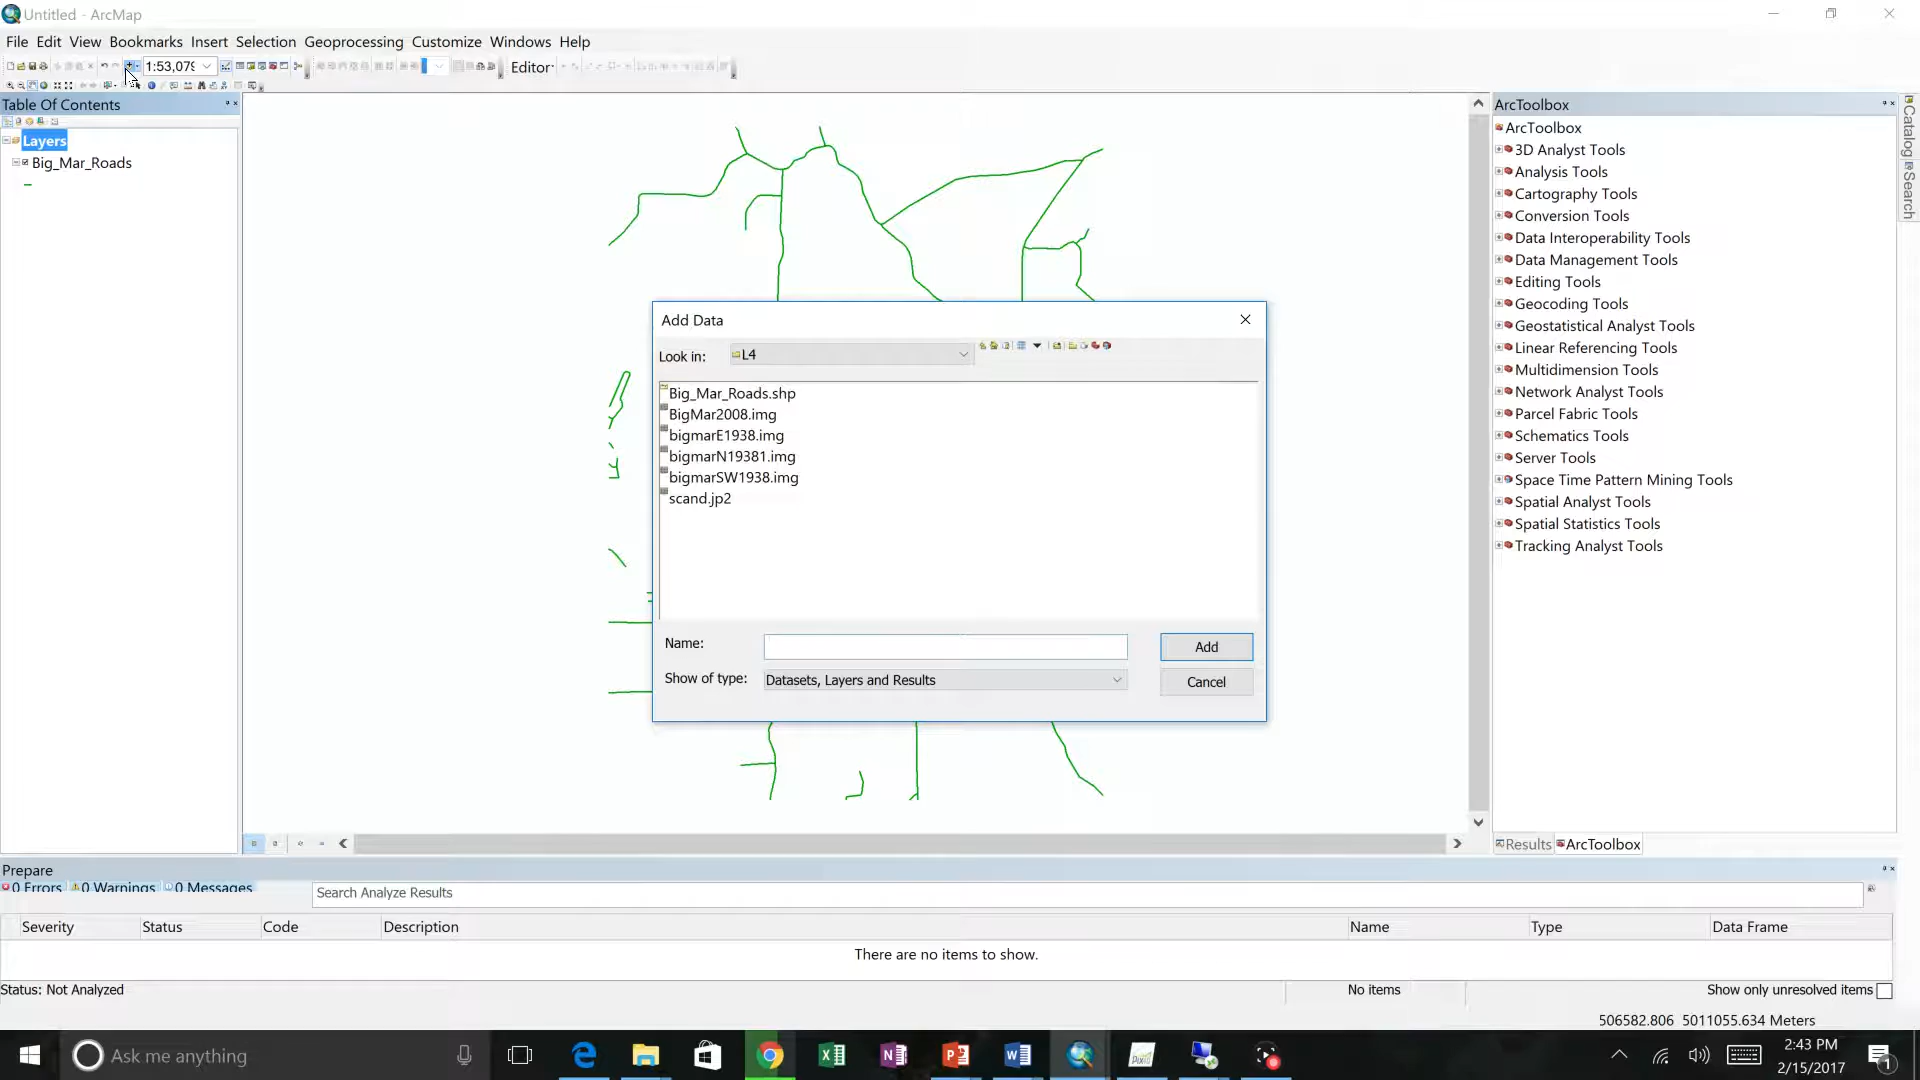 Untitled - ArcMap
File Edit View Bookmarks Insert Selection Geoprocessing Customize Windows Help
1:53,079
Editor
Table Of Contents
Layers
Big_Mar_Roads
Add Data
Look in:
L4
Big_Mar_Roads.shp
BigMar2008.img
bigmarE1938.img
bigmarN19381.img
bigmarSW1938.img
scand.jp2
Name:
Add
Show of type:
Datasets, Layers and Results
Cancel
ArcToolbox
ArcToolbox
3D Analyst Tools
Analysis Tools
Cartography Tools
Conversion Tools
Data Interoperability Tools
Data Management Tools
Editing Tools
Geocoding Tools
Geostatistical Analyst Tools
Linear Referencing Tools
Multidimension Tools
Network Analyst Tools
Parcel Fabric Tools
Schematics Tools
Server Tools
Space Time Pattern Mining Tools
Spatial Analyst Tools
Spatial Statistics Tools
Tracking Analyst Tools
Catalog
Search
Results ArcToolbox
Prepare
0 Errors 0 Warnings 0 Messages
Search Analyze Results
Severity Status Code Description Name Type Data Frame
There are no items to show.
Status: Not Analyzed
No items
Show only unresolved items
506582.806 5011055.634 Meters
Ask me anything
2:43 PM
2/15/2017
1